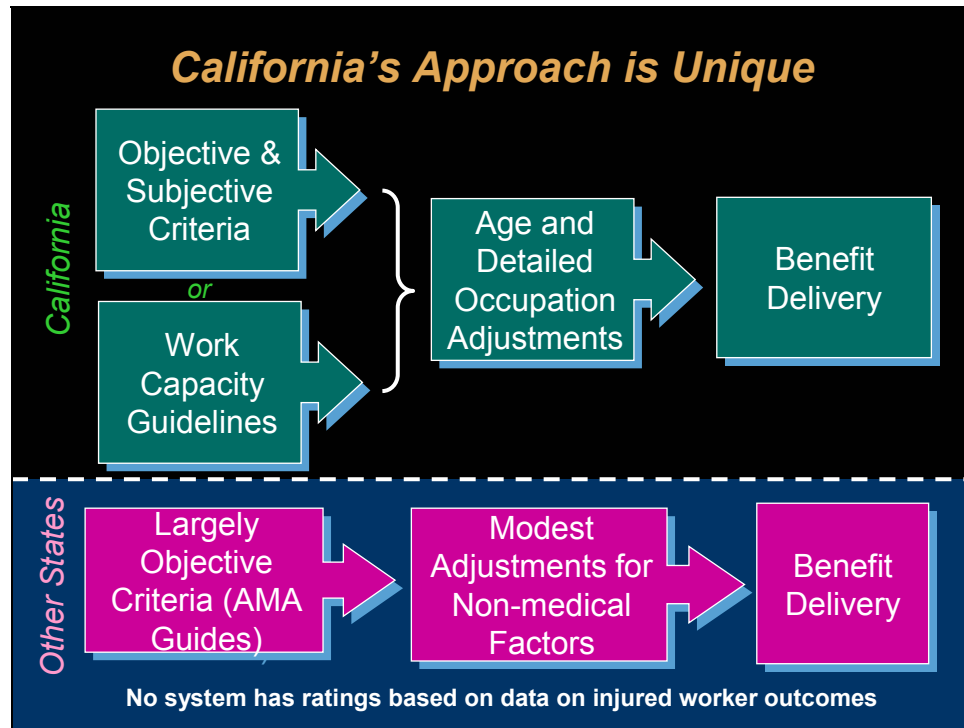 California's Approach is Unique
California
Objective &
Subjective
Criteria
or
Work
Capacity
Guidelines
Age and
Detailed
Occupation
Adjustments
Benefit
Delivery
Other States
Largely
Objective
Criteria (AMA
Guides)
Modest
Adjustments for
Non-medical
Factors
Benefit
Delivery
No system has ratings based on data on injured worker outcomes